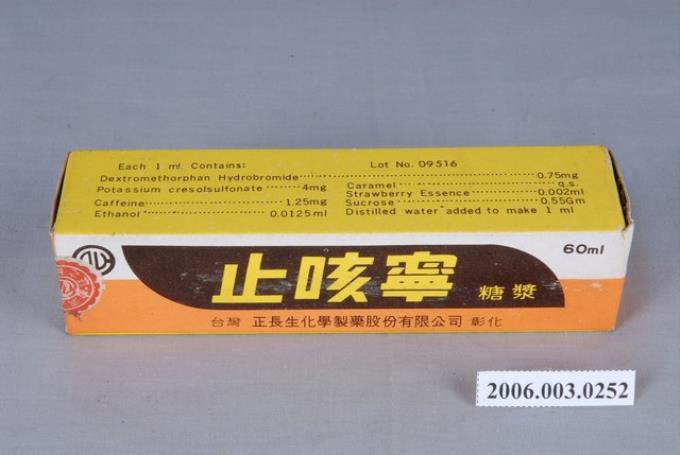 Each 1 ml. Contains: Lot No. 09516
Dextromethorphan Hydrobromide 0.75mg
Potassium cresolsulfonate 4mg Caramel q.s.
Strawberry Essence 0.002ml
Caffeine 1.25mg Sucrose 0.55Gm
Ethanol 0.0125ml Distilled water added to make 1 ml
60ml
止咳寧 糖漿
台灣 正長生化學製藥股份有限公司 彰化
2006.003.0252